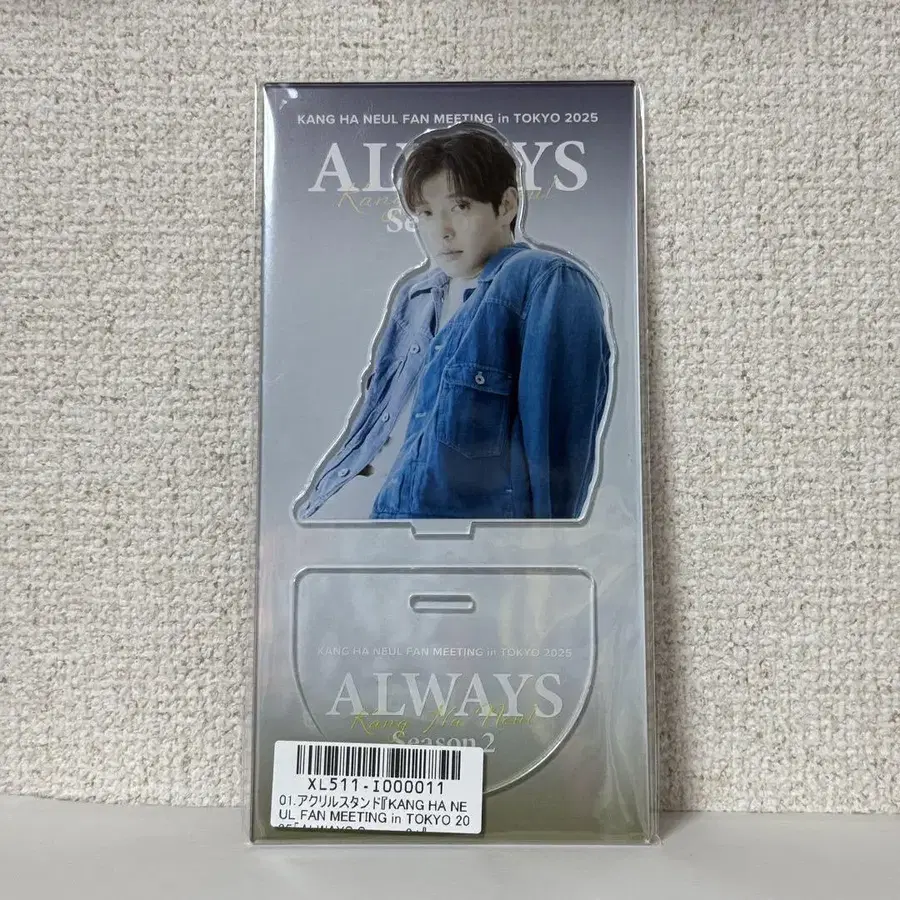 KANG HA NEUL FAN MEETING in TOKYO 2025
ALWAYS
Kang
Se
KANG HA NEUL FAN MEETING in TOKYO 2025
ALWAYS
Kang Ha Neul
Season 2
XL511-I000011
01.アクリルスタンド『KANG HA NE
UL FAN MEETING in TOKYO 20